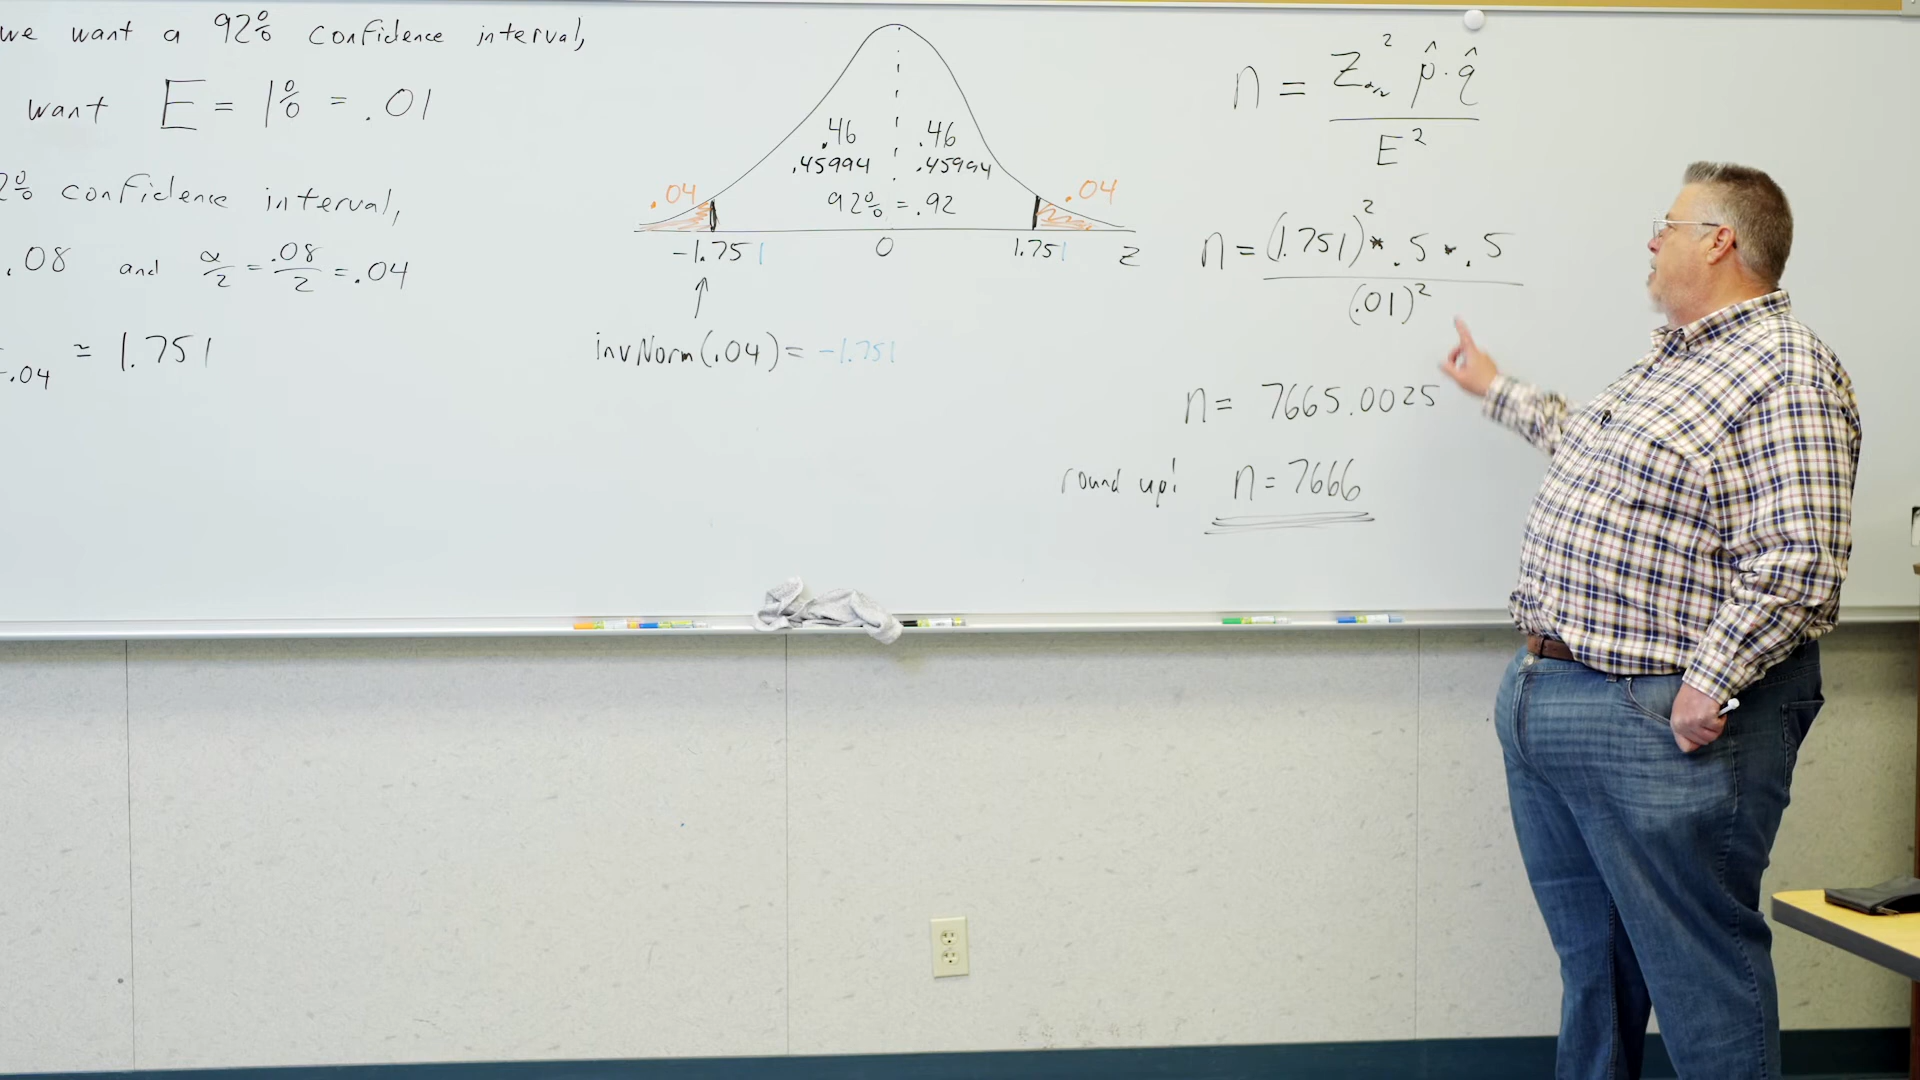 we want a 92% confidence interval,
want E = 1% = .01
2% confidence interval,
.08 and α/2 = .08/2 = .04
-.04 ≈ 1.751
.46 .46
.45994 .45994
.04 92% = .92 .04
-1.751 0 1.751 z
↑
invNorm(.04) = -1.751
n = Z²α/2 p̂·q̂ / E²
n = (1.751)² * .5 * .5 / (.01)²
n = 7665.0025
round up! n = 7666